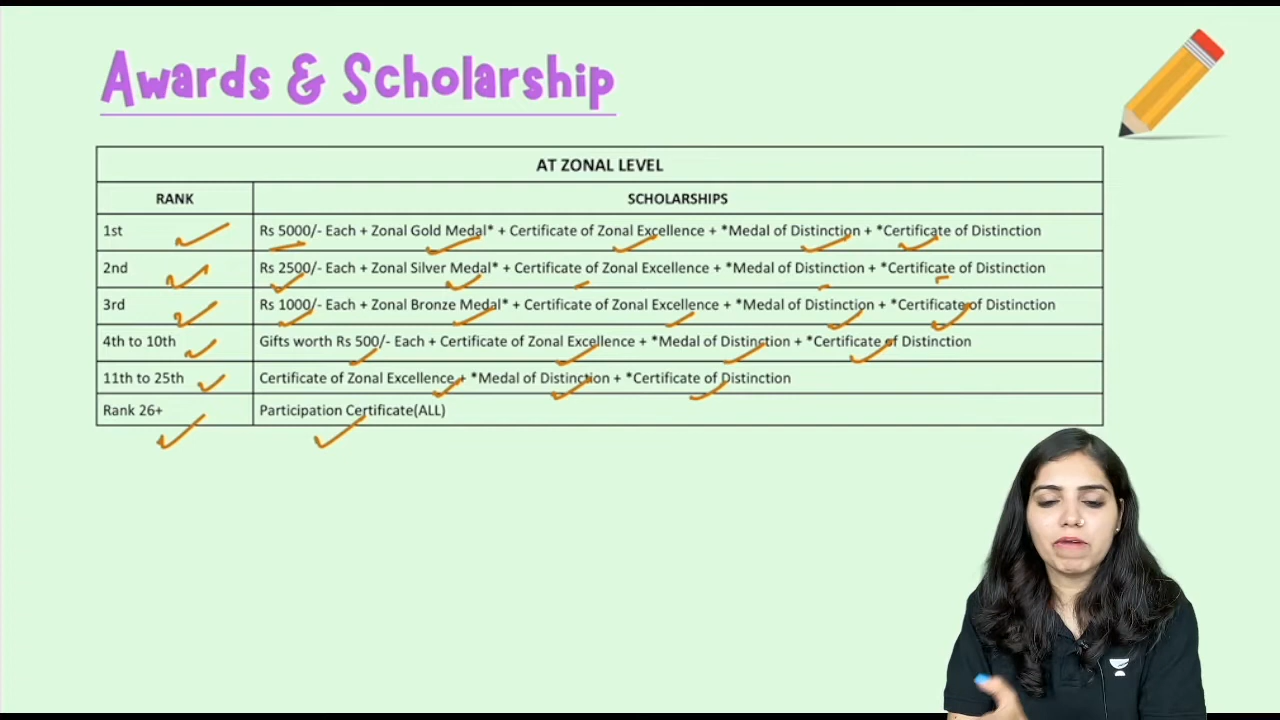 Awards & Scholarship
AT ZONAL LEVEL
RANK SCHOLARSHIPS
1st Rs 5000/- Each + Zonal Gold Medal* + Certificate of Zonal Excellence + *Medal of Distinction + *Certificate of Distinction
2nd Rs 2500/- Each + Zonal Silver Medal* + Certificate of Zonal Excellence + *Medal of Distinction + *Certificate of Distinction
3rd Rs 1000/- Each + Zonal Bronze Medal* + Certificate of Zonal Excellence + *Medal of Distinction + *Certificate of Distinction
4th to 10th Gifts worth Rs 500/- Each + Certificate of Zonal Excellence + *Medal of Distinction + *Certificate of Distinction
11th to 25th Certificate of Zonal Excellence + *Medal of Distinction + *Certificate of Distinction
Rank 26+ Participation Certificate(ALL)